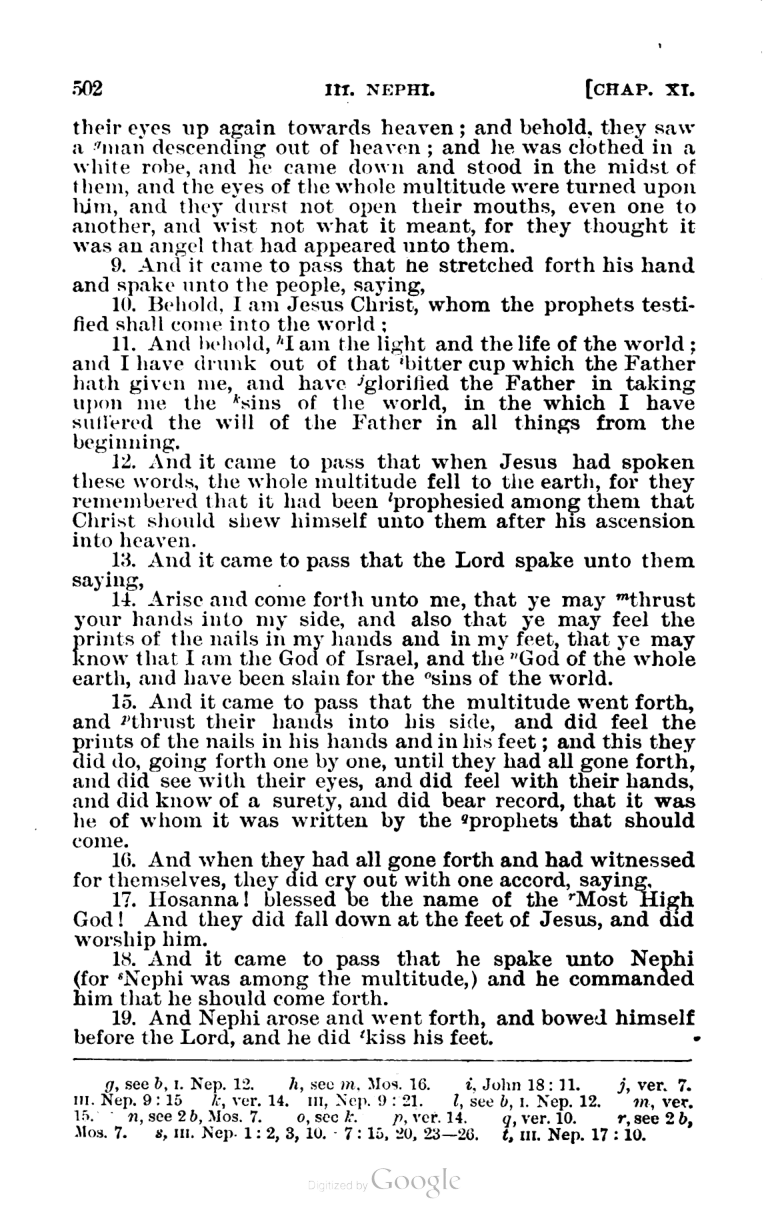 502 III. NEPHI. [CHAP. XI.
their eyes up again towards heaven; and behold, they saw
a ᵍman descending out of heaven; and he was clothed in a
white robe, and he came down and stood in the midst of
them, and the eyes of the whole multitude were turned upon
him, and they durst not open their mouths, even one to
another, and wist not what it meant, for they thought it
was an angel that had appeared unto them.
9. And it came to pass that he stretched forth his hand
and spake unto the people, saying,
10. Behold, I am Jesus Christ, whom the prophets testi-
fied shall come into the world;
11. And behold, ʰI am the light and the life of the world;
and I have drunk out of that ⁱbitter cup which the Father
hath given me, and have ʲglorified the Father in taking
upon me the ᵏsins of the world, in the which I have
suffered the will of the Father in all things from the
beginning.
12. And it came to pass that when Jesus had spoken
these words, the whole multitude fell to the earth, for they
remembered that it had been ˡprophesied among them that
Christ should shew himself unto them after his ascension
into heaven.
13. And it came to pass that the Lord spake unto them
saying,
14. Arise and come forth unto me, that ye may ᵐthrust
your hands into my side, and also that ye may feel the
prints of the nails in my hands and in my feet, that ye may
know that I am the God of Israel, and the ⁿGod of the whole
earth, and have been slain for the ᵒsins of the world.
15. And it came to pass that the multitude went forth,
and ᵖthrust their hands into his side, and did feel the
prints of the nails in his hands and in his feet; and this they
did do, going forth one by one, until they had all gone forth,
and did see with their eyes, and did feel with their hands,
and did know of a surety, and did bear record, that it was
he of whom it was written by the qprophets that should
come.
16. And when they had all gone forth and had witnessed
for themselves, they did cry out with one accord, saying,
17. Hosanna! blessed be the name of the ʳMost High
God! And they did fall down at the feet of Jesus, and did
worship him.
18. And it came to pass that he spake unto Nephi
(for ˢNephi was among the multitude,) and he commanded
him that he should come forth.
19. And Nephi arose and went forth, and bowed himself
before the Lord, and he did ᵗkiss his feet.
g, see b, I. Nep. 12. h, see m, Mos. 16. i, John 18: 11. j, ver. 7.
III. Nep. 9: 15 k, ver. 14. III, Nep. 9: 21. l, see b, I. Nep. 12. m, ver.
15. n, see 2 b, Mos. 7. o, see k. p, ver. 14. q, ver. 10. r, see 2 b,
Mos. 7. s, III. Nep. 1: 2, 3, 10. - 7: 15, 20, 23—26. t, III. Nep. 17: 10.
Digitized by Google